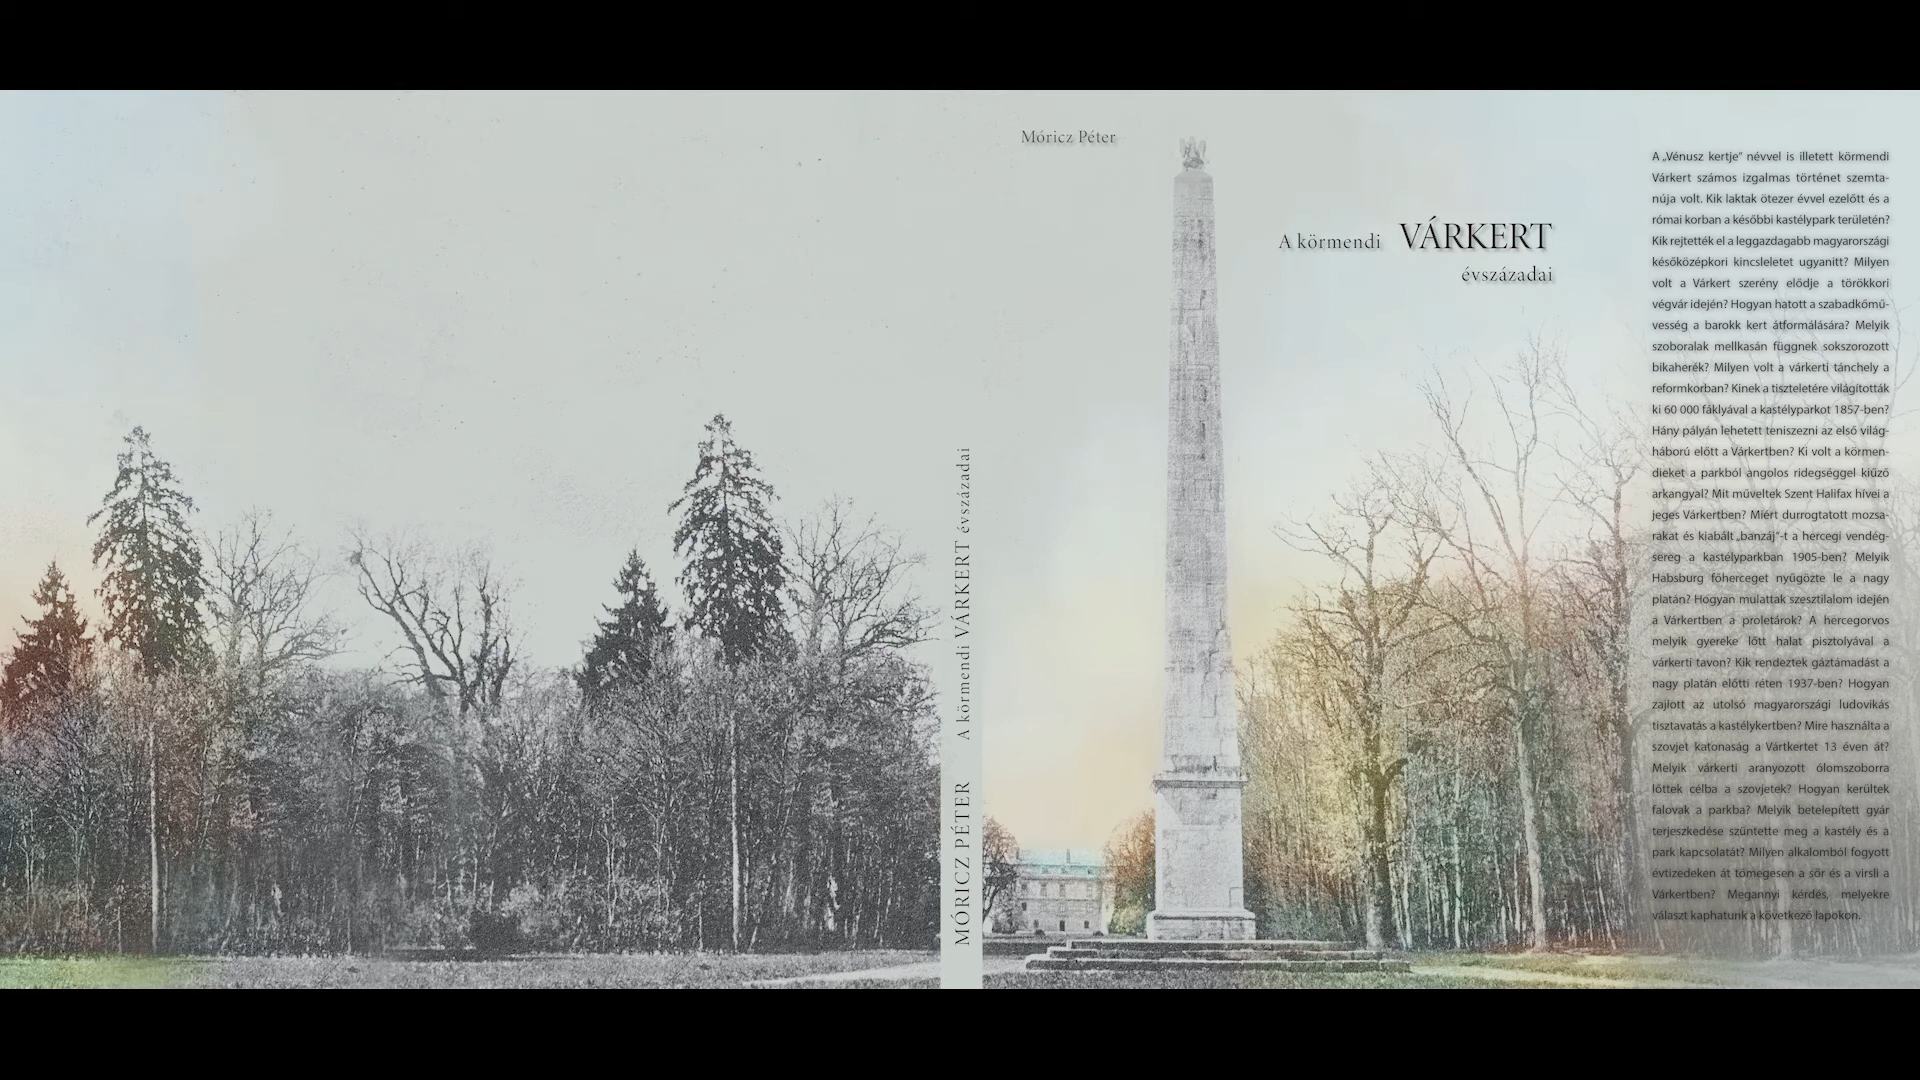 Móricz Péter
A körmendi VÁRKERT
évszázadai
MÓRICZ PÉTER A körmendi VÁRKERT évszázadai
A „Vénusz kertje” névvel is illetett körmendi
Várkert számos izgalmas történet szemta-
núja volt. Kik laktak ötezer évvel ezelőtt és a
római korban a későbbi kastélypark területén?
Kik rejtették el a leggazdagabb magyarországi
későközépkori kincsleletet ugyanitt? Milyen
volt a Várkert szerény elődje a törökkori
végvár idején? Hogyan hatott a szabadkőmű-
vesség a barokk kert átformálására? Melyik
szoboralak mellkasán függnek sokszorozott
bikaherék? Milyen volt a várkerti tánchely a
reformkorban? Kinek a tiszteletére világították
ki 60 000 fáklyával a kastélyparkot 1857-ben?
Hány pályán lehetett teniszezni az első világ-
háború előtt a Várkertben? Ki volt a körmen-
dieket a parkból angolos ridegséggel kiűző
arkangyal? Mit műveltek Szent Halifax hívei a
jeges Várkertben? Miért durrogtatott mozsa-
rakat és kiabált „banzáj”-t a hercegi vendég-
sereg a kastélyparkban 1905-ben? Melyik
Habsburg főherceget nyűgözte le a nagy
platán? Hogyan mulattak szesztilalom idején
a Várkertben a proletárok? A hercegorvos
melyik gyereke lőtt halat pisztolyával a
várkerti tavon? Kik rendeztek gáztámadást a
nagy platán előtti réten 1937-ben? Hogyan
zajlott az utolsó magyarországi ludovikás
tisztavatás a kastélykertben? Mire használta a
szovjet katonaság a Vártkertet 13 éven át?
Melyik várkerti aranyozott ólomszoborra
lőttek célba a szovjetek? Hogyan kerültek
falovak a parkba? Melyik betelepített gyár
terjeszkedése szüntette meg a kastély és a
park kapcsolatát? Milyen alkalomból fogyott
évtizedeken át tömegesen a sör és a virsli a
Várkertben? Megannyi kérdés, melyekre
választ kaphatunk a következő lapokon.